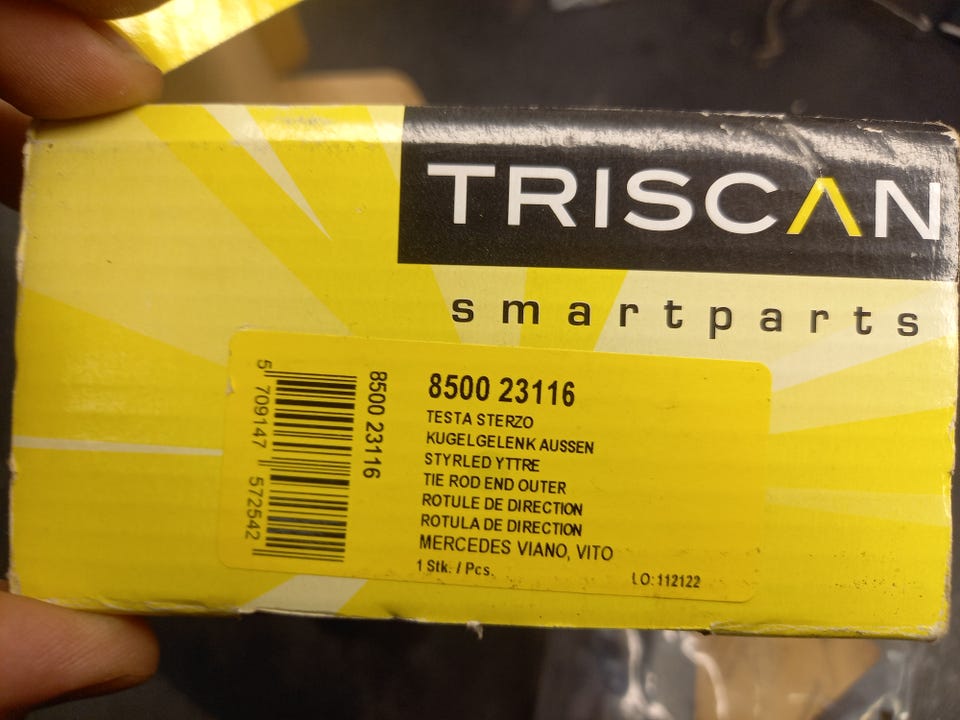 TRISCAN
smartparts
5 709147 572542
8500 23116
8500 23116
TESTA STERZO
KUGELGELENK AUSSEN
STYRLED YTTRE
TIE ROD END OUTER
ROTULE DE DIRECTION
ROTULA DE DIRECTION
MERCEDES VIANO, VITO
1 Stk. / Pcs.
LO: 112122